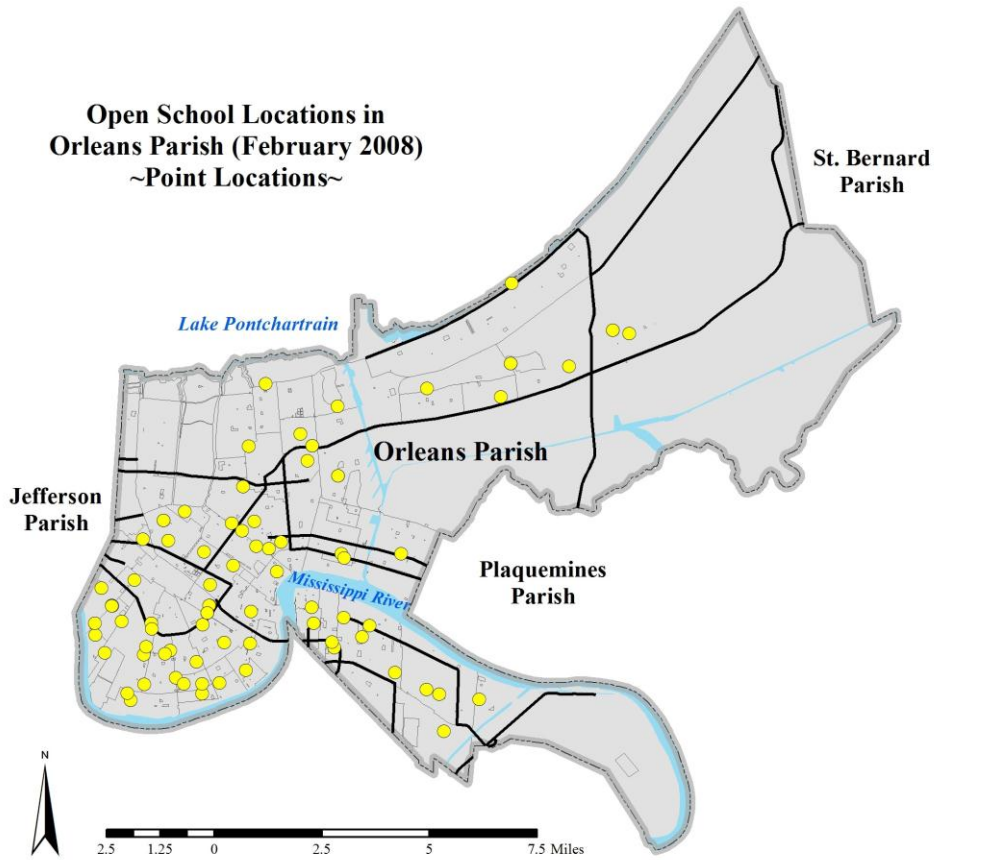 Open School Locations in
Orleans Parish (February 2008)
~Point Locations~
St. Bernard
Parish
Lake Pontchartrain
Orleans Parish
Jefferson
Parish
Plaquemines
Parish
Mississippi River
N
2.5 1.25 0 2.5 5 7.5 Miles